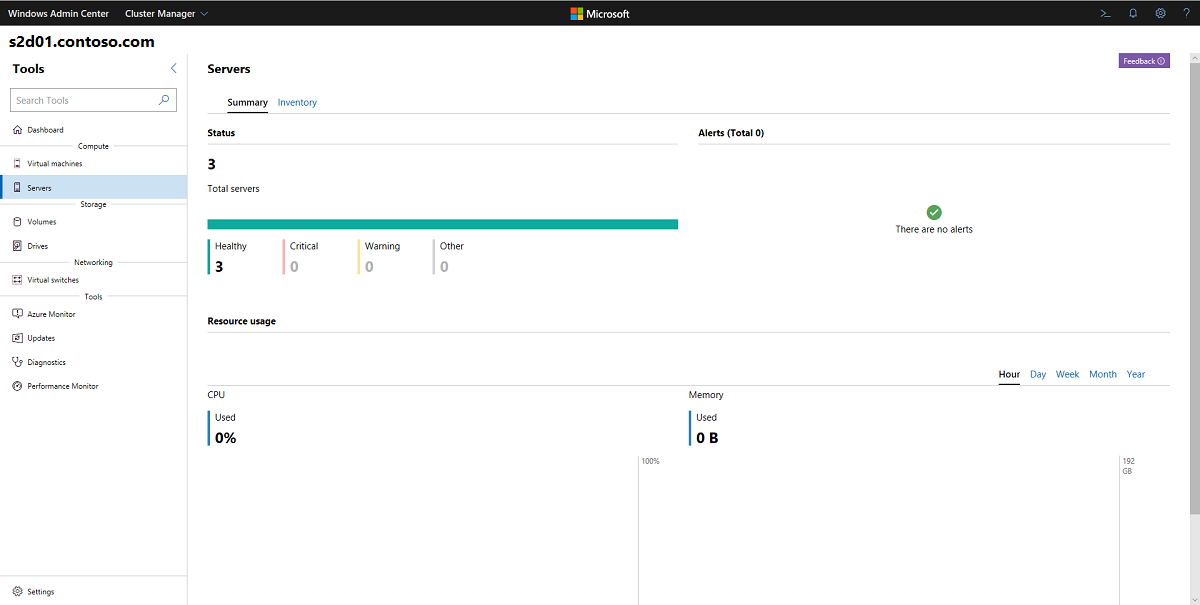 Windows Admin Center Cluster Manager Microsoft
s2d01.contoso.com
Tools
Search Tools
Dashboard
Compute
Virtual machines
Servers
Storage
Volumes
Drives
Networking
Virtual switches
Tools
Azure Monitor
Updates
Diagnostics
Performance Monitor
Settings
Servers
Feedback
Summary Inventory
Status
3
Total servers
Healthy Critical Warning Other
3 0 0 0
Alerts (Total 0)
There are no alerts
Resource usage
Hour Day Week Month Year
CPU
Used
0%
100%
Memory
Used
0 B
192
GB